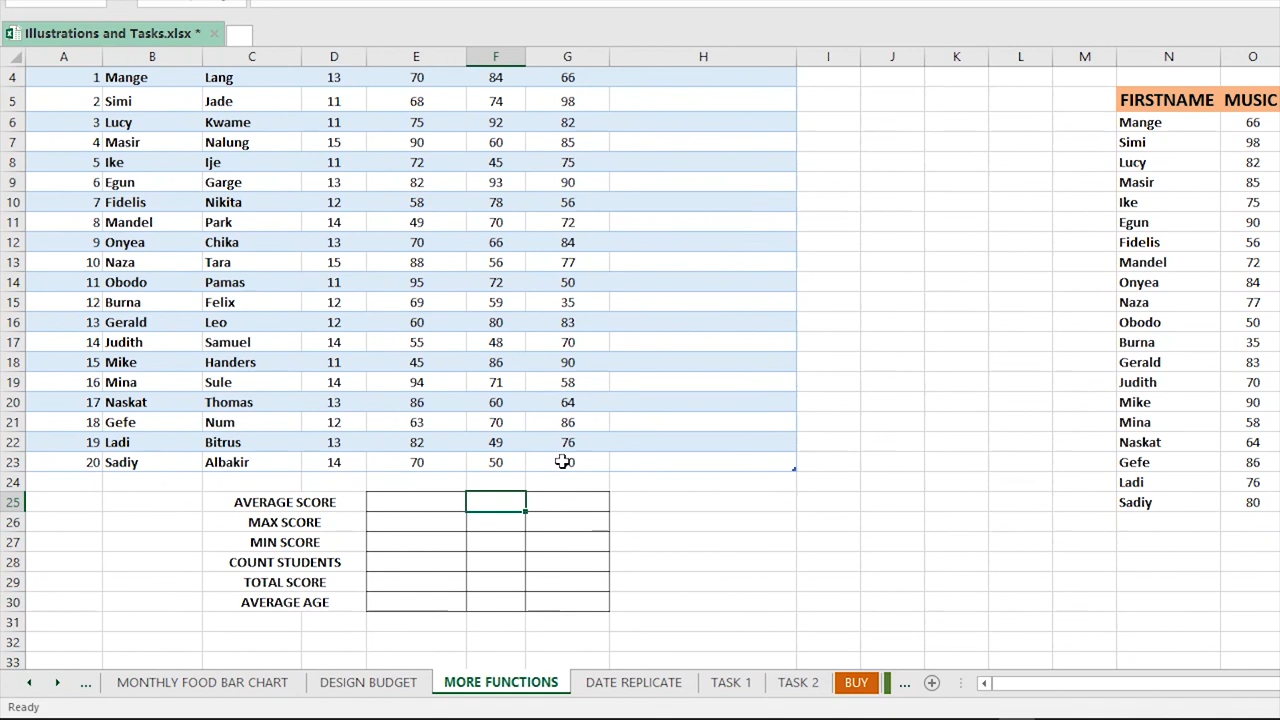 Illustrations and Tasks.xlsx *
A B C D E F G H I J K L M N O
4 1 Mange Lang 13 70 84 66
5 2 Simi Jade 11 68 74 98 FIRSTNAME MUSIC
6 3 Lucy Kwame 11 75 92 82 Mange 66
7 4 Masir Nalung 15 90 60 85 Simi 98
8 5 Ike Ije 11 72 45 75 Lucy 82
9 6 Egun Garge 13 82 93 90 Masir 85
10 7 Fidelis Nikita 12 58 78 56 Ike 75
11 8 Mandel Park 14 49 70 72 Egun 90
12 9 Onyea Chika 13 70 66 84 Fidelis 56
13 10 Naza Tara 15 88 56 77 Mandel 72
14 11 Obodo Pamas 11 95 72 50 Onyea 84
15 12 Burna Felix 12 69 59 35 Naza 77
16 13 Gerald Leo 12 60 80 83 Obodo 50
17 14 Judith Samuel 14 55 48 70 Burna 35
18 15 Mike Handers 11 45 86 90 Gerald 83
19 16 Mina Sule 14 94 71 58 Judith 70
20 17 Naskat Thomas 13 86 60 64 Mike 90
21 18 Gefe Num 12 63 70 86 Mina 58
22 19 Ladi Bitrus 13 82 49 76 Naskat 64
23 20 Sadiy Albakir 14 70 50 Gefe 86
24 Ladi 76
25 AVERAGE SCORE Sadiy 80
26 MAX SCORE
27 MIN SCORE
28 COUNT STUDENTS
29 TOTAL SCORE
30 AVERAGE AGE
31
32
33
... MONTHLY FOOD BAR CHART DESIGN BUDGET MORE FUNCTIONS DATE REPLICATE TASK 1 TASK 2 BUY ...
Ready